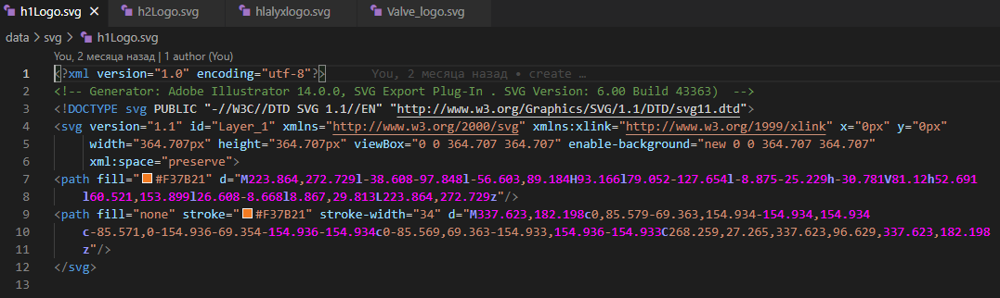 h1Logo.svg × h2Logo.svg hlalyxlogo.svg Valve_logo.svg
data > svg > h1Logo.svg
You, 2 месяца назад | 1 author (You)
1 <?xml version="1.0" encoding="utf-8"?> You, 2 месяца назад • create …
2 <!-- Generator: Adobe Illustrator 14.0.0, SVG Export Plug-In . SVG Version: 6.00 Build 43363)  -->
3 <!DOCTYPE svg PUBLIC "-//W3C//DTD SVG 1.1//EN" "http://www.w3.org/Graphics/SVG/1.1/DTD/svg11.dtd">
4 <svg version="1.1" id="Layer_1" xmlns="http://www.w3.org/2000/svg" xmlns:xlink="http://www.w3.org/1999/xlink" x="0px" y="0px"
5 width="364.707px" height="364.707px" viewBox="0 0 364.707 364.707" enable-background="new 0 0 364.707 364.707"
6 xml:space="preserve">
7 <path fill="#F37B21" d="M223.864,272.729l-38.608-97.848l-56.603,89.184H93.166l79.052-127.654l-8.875-25.229h-30.781V81.12h52.691
8 l60.521,153.899l26.608-8.668l8.867,29.813L223.864,272.729z"/>
9 <path fill="none" stroke="#F37B21" stroke-width="34" d="M337.623,182.198c0,85.579-69.363,154.934-154.934,154.934
10 c-85.571,0-154.936-69.354-154.936-154.934c0-85.569,69.363-154.933,154.936-154.933C268.259,27.265,337.623,96.629,337.623,182.198
11 z"/>
12 </svg>
13